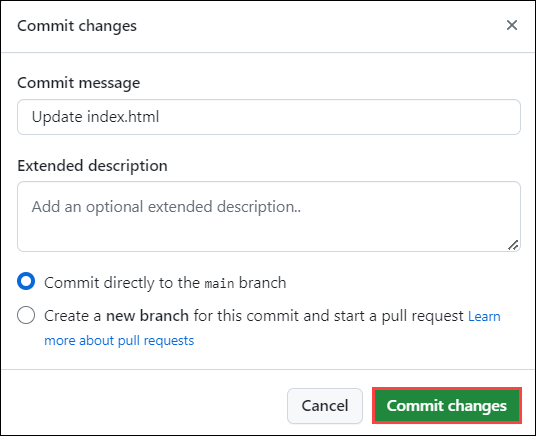 Commit changes
Commit message
Update index.html
Extended description
Add an optional extended description..
Commit directly to the main branch
Create a new branch for this commit and start a pull request Learn
more about pull requests
Cancel
Commit changes